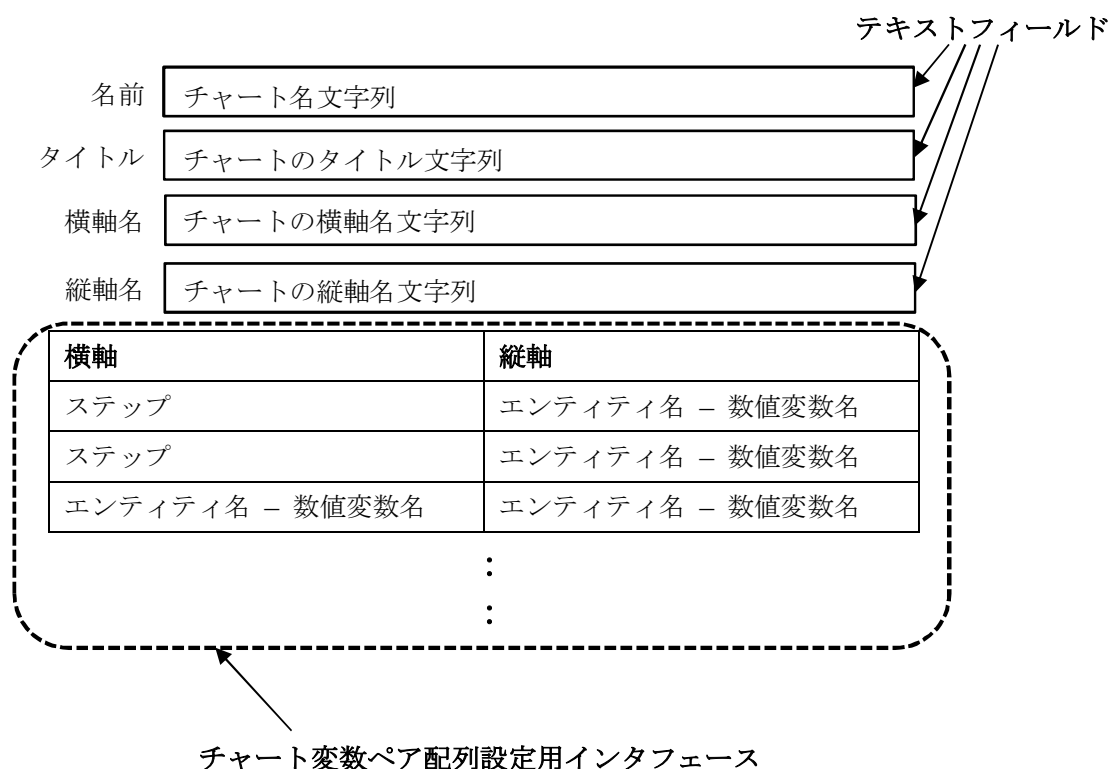 テキストフィールド
名前 チャート名文字列
タイトル チャートのタイトル文字列
横軸名 チャートの横軸名文字列
縦軸名 チャートの縦軸名文字列
横軸 縦軸
ステップ エンティティ名 – 数値変数名
ステップ エンティティ名 – 数値変数名
エンティティ名 – 数値変数名 エンティティ名 – 数値変数名
:
:
チャート変数ペア配列設定用インタフェース